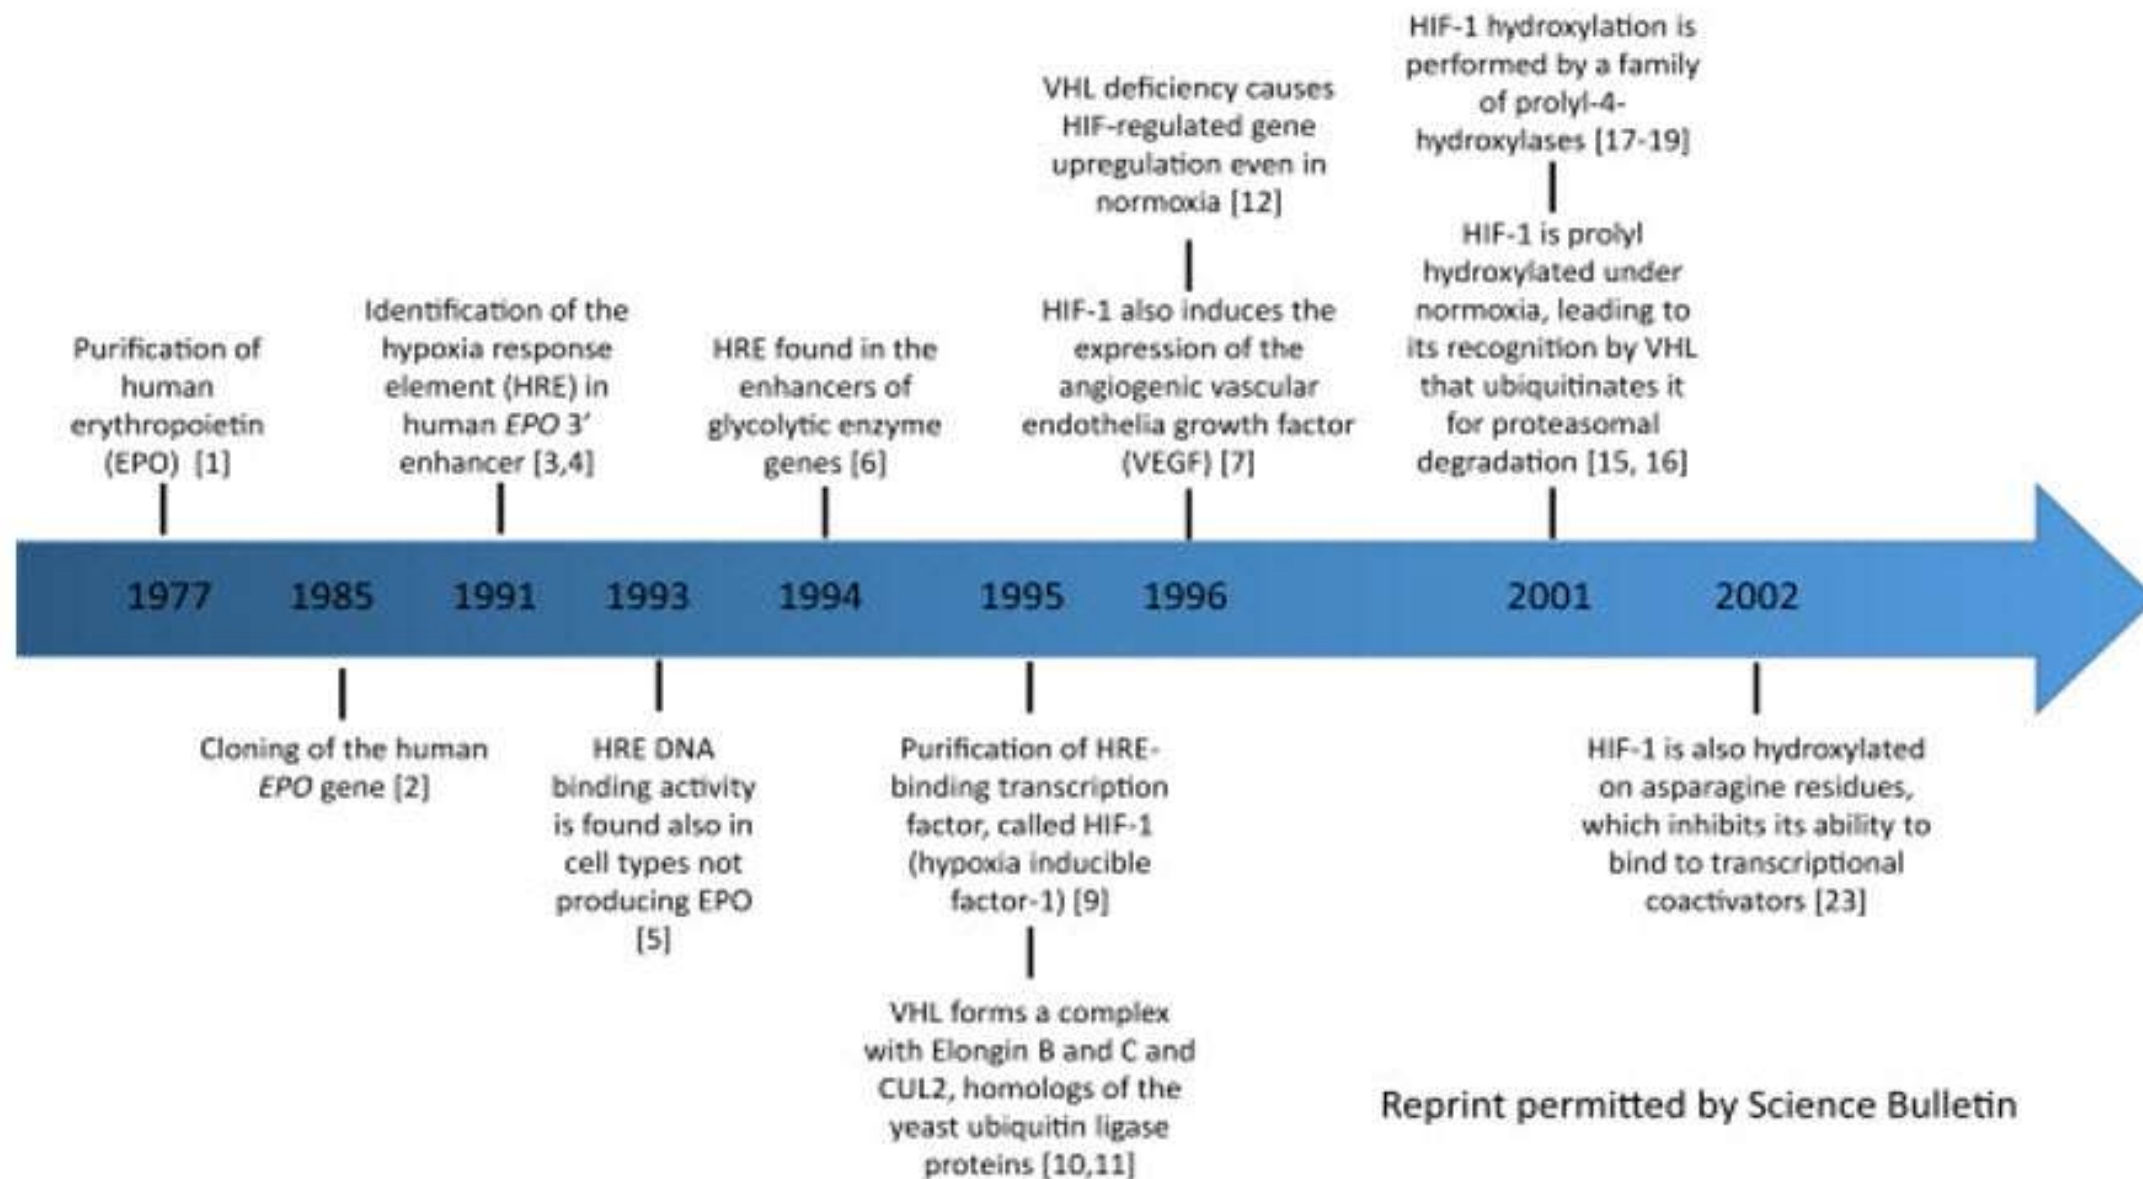 Purification of
human
erythropoietin
(EPO) [1]
Identification of the
hypoxia response
element (HRE) in
human EPO 3′
enhancer [3,4]
HRE found in the
enhancers of
glycolytic enzyme
genes [6]
VHL deficiency causes
HIF-regulated gene
upregulation even in
normoxia [12]
HIF-1 also induces the
expression of the
angiogenic vascular
endothelia growth factor
(VEGF) [7]
HIF-1 hydroxylation is
performed by a family
of prolyl-4-
hydroxylases [17-19]
HIF-1 is prolyl
hydroxylated under
normoxia, leading to
its recognition by VHL
that ubiquitinates it
for proteasomal
degradation [15, 16]
1977 1985 1991 1993 1994 1995 1996 2001 2002
Cloning of the human
EPO gene [2]
HRE DNA
binding activity
is found also in
cell types not
producing EPO
[5]
Purification of HRE-
binding transcription
factor, called HIF-1
(hypoxia inducible
factor-1) [9]
VHL forms a complex
with Elongin B and C and
CUL2, homologs of the
yeast ubiquitin ligase
proteins [10,11]
HIF-1 is also hydroxylated
on asparagine residues,
which inhibits its ability to
bind to transcriptional
coactivators [23]
Reprint permitted by Science Bulletin